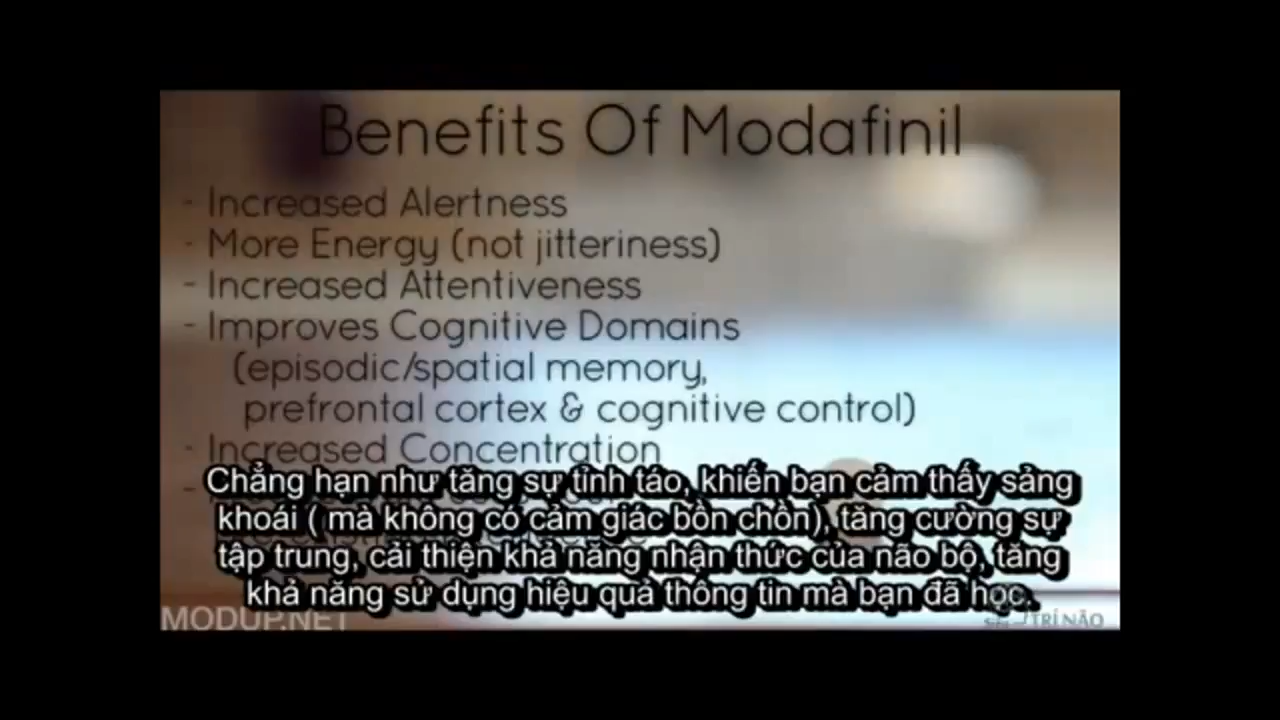 Benefits Of Modafinil
- Increased Alertness
- More Energy (not jitteriness)
- Increased Attentiveness
- Improves Cognitive Domains
(episodic/spatial memory,
prefrontal cortex & cognitive control)
- Increased Concentration
Chẳng hạn như tăng sự tỉnh táo, khiến bạn cảm thấy sảng
khoái ( mà không có cảm giác bồn chồn), tăng cường sự
tập trung, cải thiện khả năng nhận thức của não bộ, tăng
khả năng sử dụng hiệu quả thông tin mà bạn đã học.
MODUP.NET
TRÍ NÃO